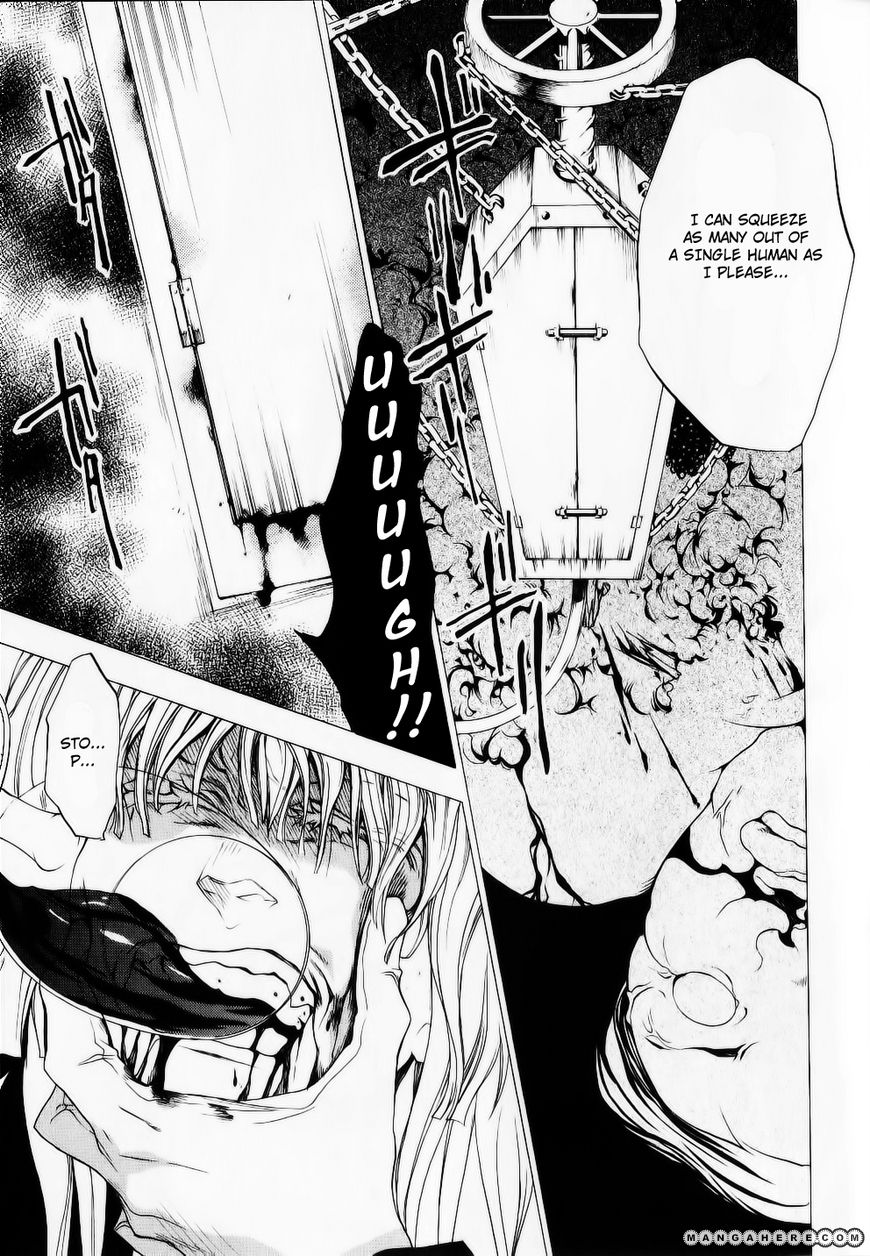 I CAN SQUEEZE
AS MANY OUT OF
A SINGLE HUMAN AS
I PLEASE...
UUUUUGH!!
STO...
P...
MANGAHERE.COM